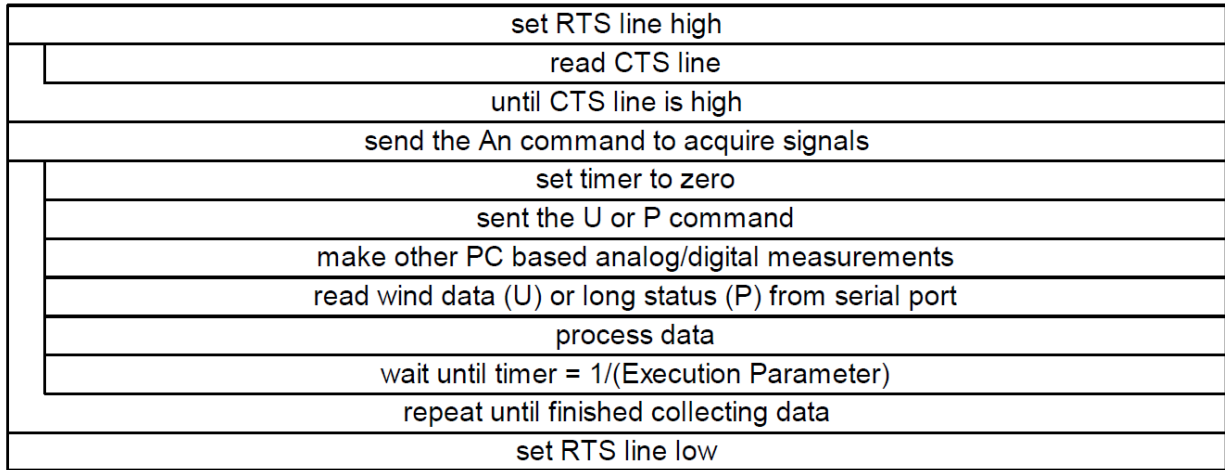 set RTS line high
read CTS line
until CTS line is high
send the An command to acquire signals
set timer to zero
sent the U or P command
make other PC based analog/digital measurements
read wind data (U) or long status (P) from serial port
process data
wait until timer = 1/(Execution Parameter)
repeat until finished collecting data
set RTS line low